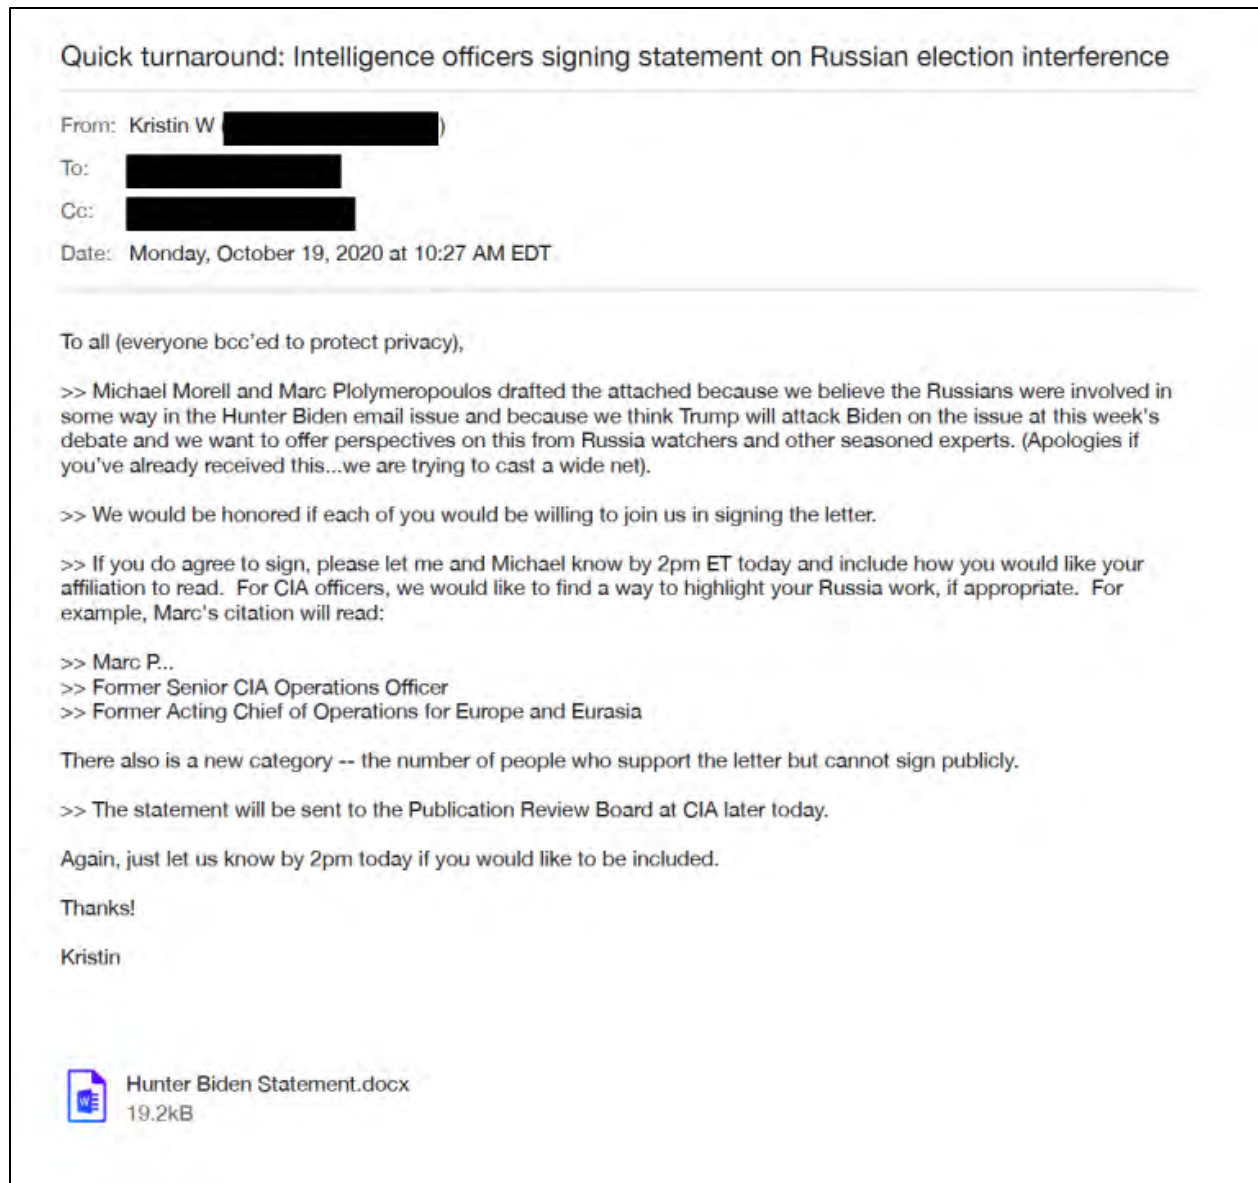 Quick turnaround: Intelligence officers signing statement on Russian election interference
From: Kristin W ( )
To:
Cc:
Date: Monday, October 19, 2020 at 10:27 AM EDT
To all (everyone bcc'ed to protect privacy),
>> Michael Morell and Marc Plolymeropoulos drafted the attached because we believe the Russians were involved in
some way in the Hunter Biden email issue and because we think Trump will attack Biden on the issue at this week's
debate and we want to offer perspectives on this from Russia watchers and other seasoned experts. (Apologies if
you've already received this...we are trying to cast a wide net).
>> We would be honored if each of you would be willing to join us in signing the letter.
>> If you do agree to sign, please let me and Michael know by 2pm ET today and include how you would like your
affiliation to read. For CIA officers, we would like to find a way to highlight your Russia work, if appropriate. For
example, Marc's citation will read:
>> Marc P...
>> Former Senior CIA Operations Officer
>> Former Acting Chief of Operations for Europe and Eurasia
There also is a new category -- the number of people who support the letter but cannot sign publicly.
>> The statement will be sent to the Publication Review Board at CIA later today.
Again, just let us know by 2pm today if you would like to be included.
Thanks!
Kristin
W
Hunter Biden Statement.docx
19.2kB